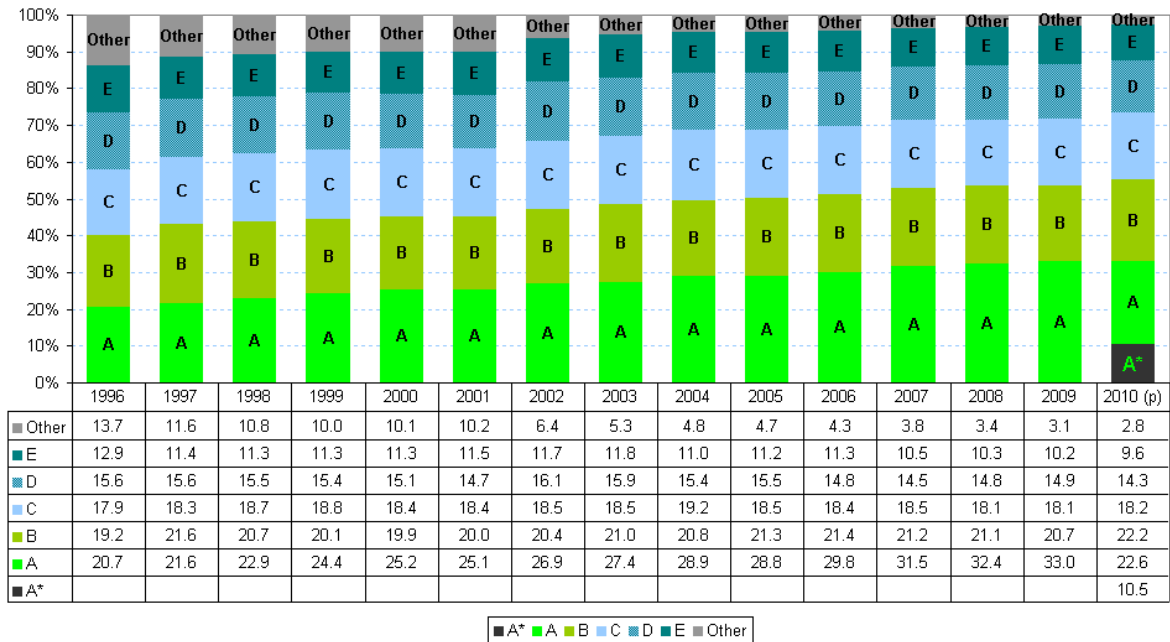 100%
90%
80%
70%
60%
50%
40%
30%
20%
10%
0%
Other Other Other Other Other Other Other Other Other Other Other Other Other Other Other
E E E E E E E E E E E E E E E
D D D D D D D D D D D D D D D
C C C C C C C C C C C C C C C
B B B B B B B B B B B B B B B
A A A A A A A A A A A A A A A
A*
1996 1997 1998 1999 2000 2001 2002 2003 2004 2005 2006 2007 2008 2009 2010 (p)
Other 13.7 11.6 10.8 10.0 10.1 10.2 6.4 5.3 4.8 4.7 4.3 3.8 3.4 3.1 2.8
E 12.9 11.4 11.3 11.3 11.3 11.5 11.7 11.8 11.0 11.2 11.3 10.5 10.3 10.2 9.6
D 15.6 15.6 15.5 15.4 15.1 14.7 16.1 15.9 15.4 15.5 14.8 14.5 14.8 14.9 14.3
C 17.9 18.3 18.7 18.8 18.4 18.4 18.5 18.5 19.2 18.5 18.4 18.5 18.1 18.1 18.2
B 19.2 21.6 20.7 20.1 19.9 20.0 20.4 21.0 20.8 21.3 21.4 21.2 21.1 20.7 22.2
A 20.7 21.6 22.9 24.4 25.2 25.1 26.9 27.4 28.9 28.8 29.8 31.5 32.4 33.0 22.6
A* 10.5
A* A B C D E Other